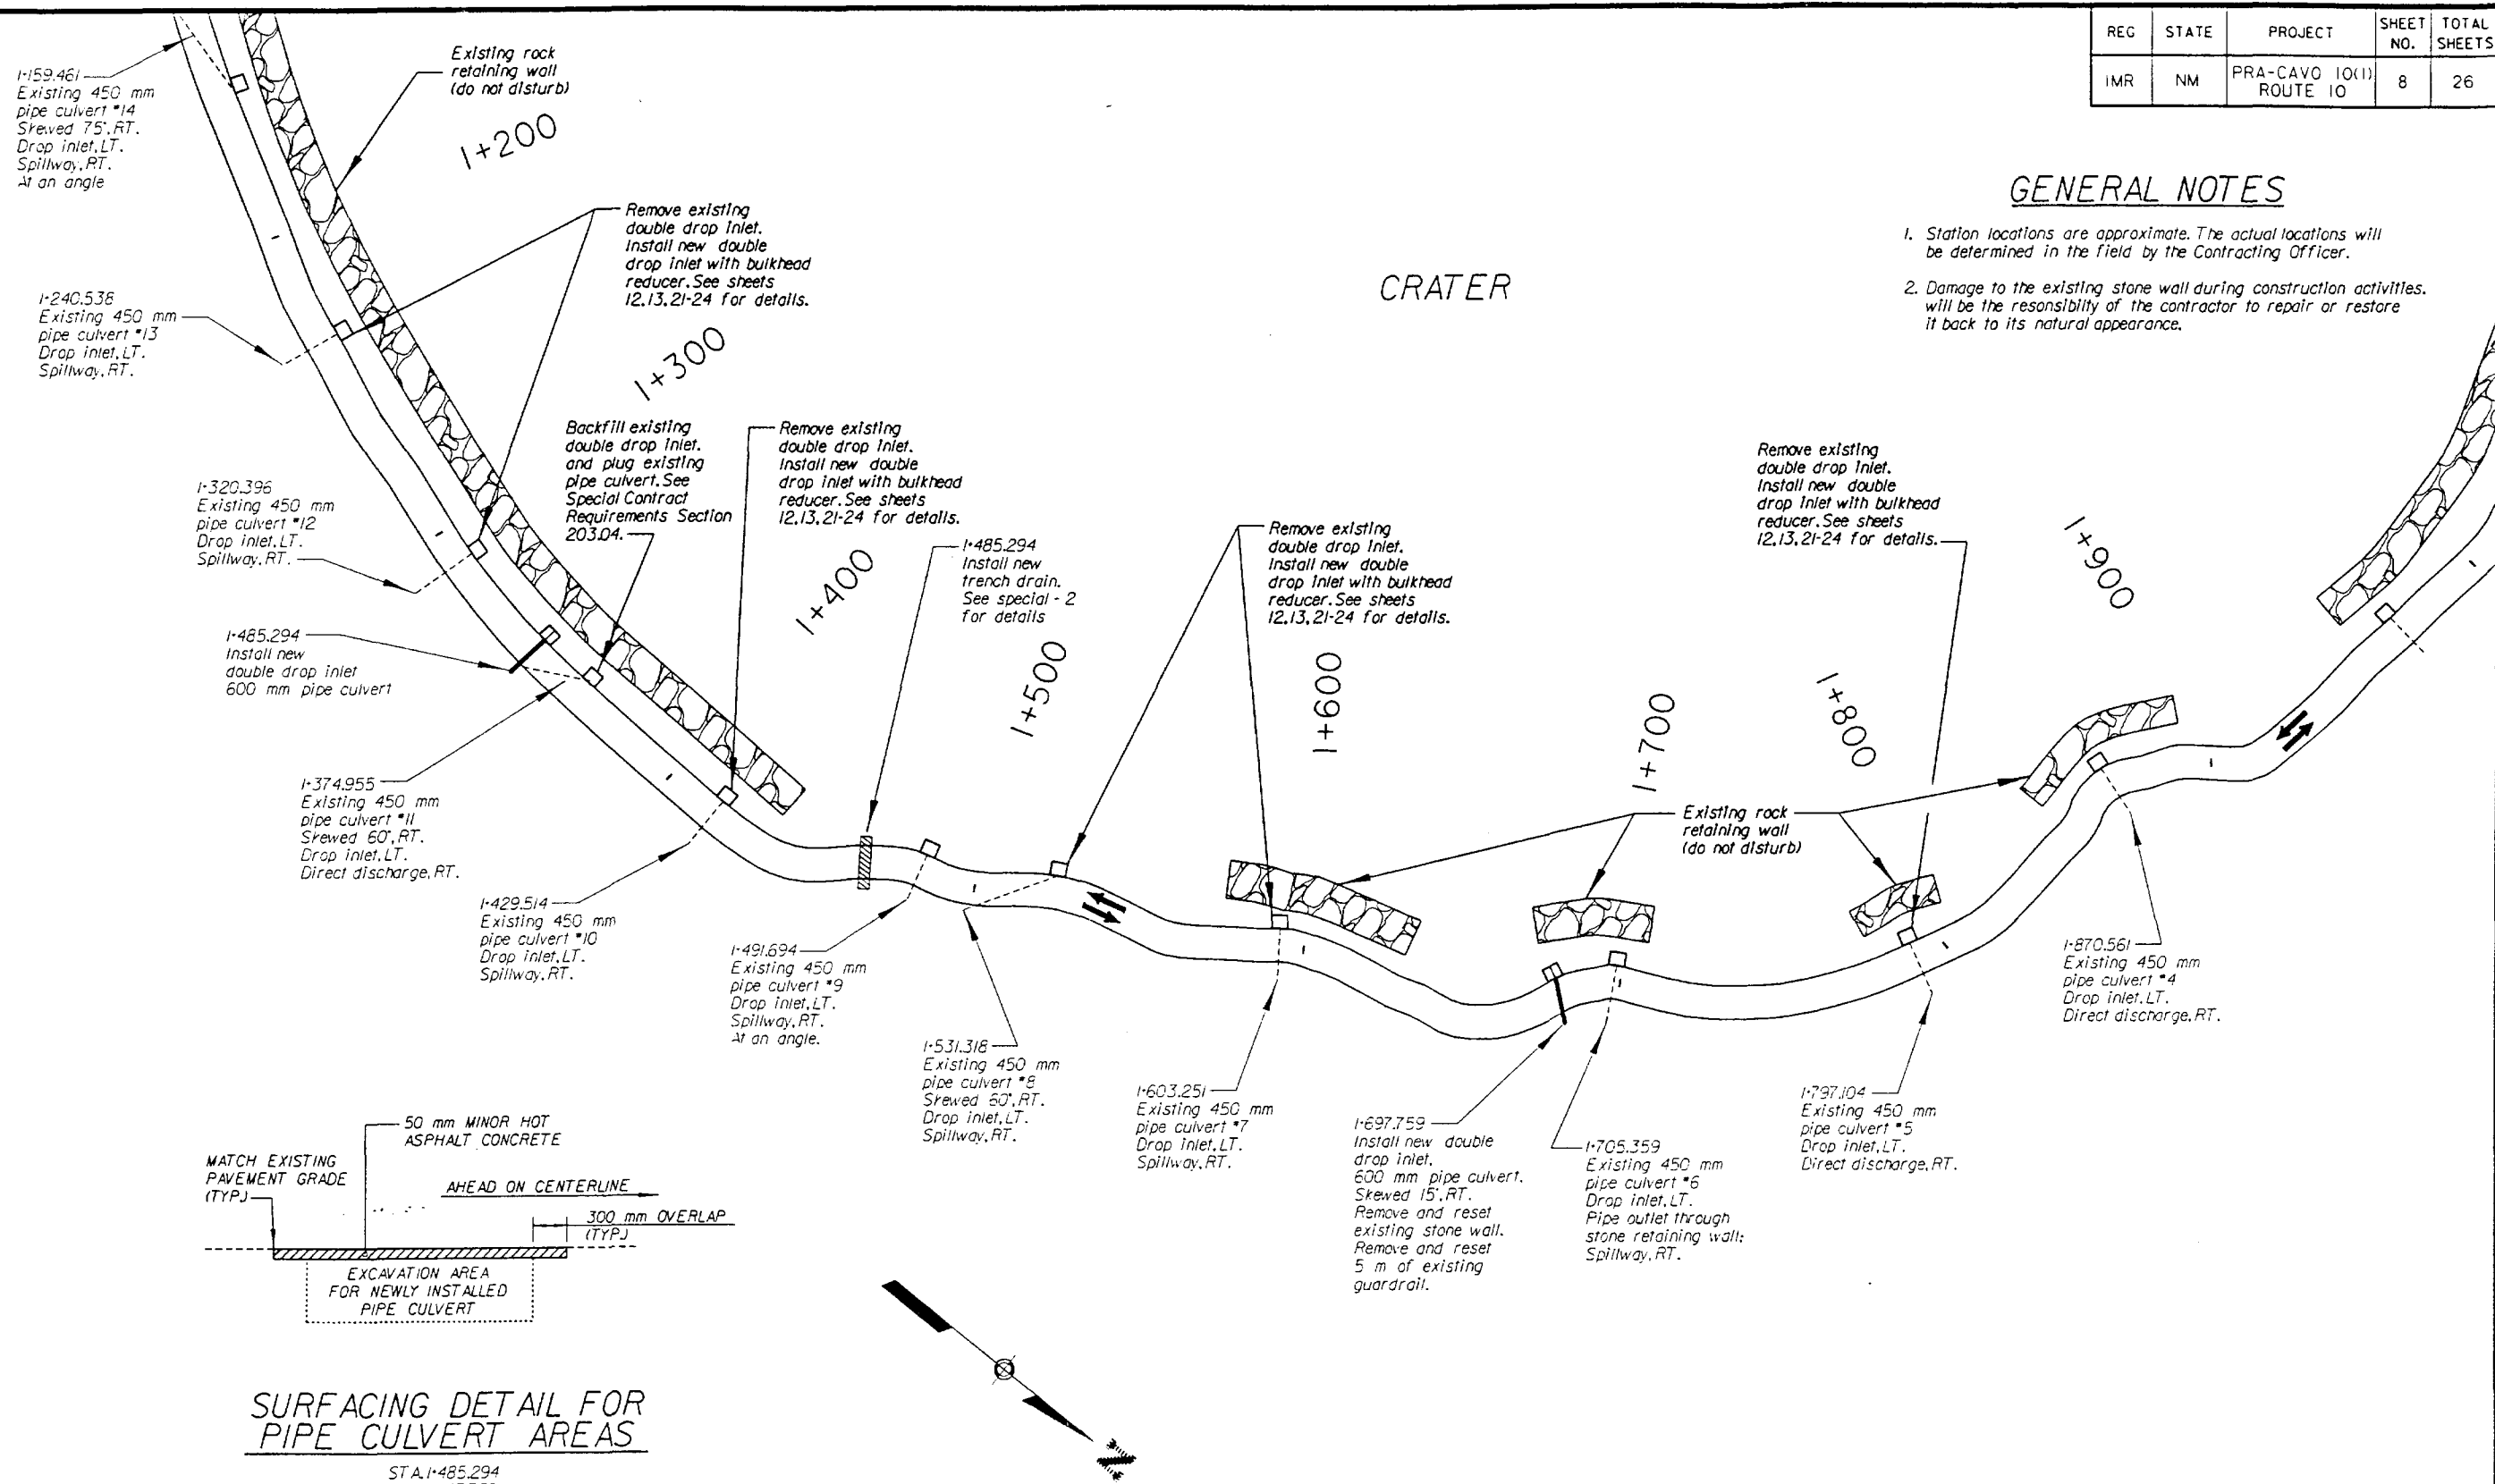 REG STATE PROJECT SHEET NO. TOTAL SHEETS
IMR NM PRA-CAVO 10(1) ROUTE 10 8 26
GENERAL NOTES
1. Station locations are approximate. The actual locations will
be determined in the field by the Contracting Officer.
2. Damage to the existing stone wall during construction activities.
will be the resonsibility of the contractor to repair or restore
it back to its natural appearance.
CRATER
1+159.461
Existing 450 mm
pipe culvert #14
Skewed 75°, RT.
Drop inlet, LT.
Spillway, RT.
At an angle
Existing rock
retaining wall
(do not disturb)
1+200
Remove existing
double drop inlet.
Install new double
drop inlet with bulkhead
reducer. See sheets
12,13,21-24 for details.
1+240.538
Existing 450 mm
pipe culvert #13
Drop inlet, LT.
Spillway, RT.
1+300
Backfill existing
double drop inlet.
and plug existing
pipe culvert. See
Special Contract
Requirements Section
203.04.
Remove existing
double drop inlet.
Install new double
drop inlet with bulkhead
reducer. See sheets
12,13,21-24 for details.
1+320.396
Existing 450 mm
pipe culvert #12
Drop inlet, LT.
Spillway, RT.
1+400
1+485.294
Install new
trench drain.
See special - 2
for details
Remove existing
double drop inlet.
Install new double
drop inlet with bulkhead
reducer. See sheets
12,13,21-24 for details.
Remove existing
double drop inlet.
Install new double
drop inlet with bulkhead
reducer. See sheets
12,13,21-24 for details.
1+900
1+485.294
Install new
double drop inlet
600 mm pipe culvert
1+500
1+600
1+700
1+800
1+374.955
Existing 450 mm
pipe culvert #11
Skewed 60°, RT.
Drop inlet, LT.
Direct discharge, RT.
Existing rock
retaining wall
(do not disturb)
1+429.514
Existing 450 mm
pipe culvert #10
Drop inlet, LT.
Spillway, RT.
1+491.694
Existing 450 mm
pipe culvert #9
Drop inlet, LT.
Spillway, RT.
At an angle.
1+531.318
Existing 450 mm
pipe culvert #8
Skewed 60°, RT.
Drop inlet, LT.
Spillway, RT.
1+603.251
Existing 450 mm
pipe culvert #7
Drop inlet, LT.
Spillway, RT.
1+697.759
Install new double
drop inlet,
600 mm pipe culvert.
Skewed 15°, RT.
Remove and reset
existing stone wall.
Remove and reset
5 m of existing
guardrail.
1+705.359
Existing 450 mm
pipe culvert #6
Drop inlet, LT.
Pipe outlet through
stone retaining wall;
Spillway, RT.
1+797.104
Existing 450 mm
pipe culvert #5
Drop inlet, LT.
Direct discharge, RT.
1+870.561
Existing 450 mm
pipe culvert #4
Drop inlet, LT.
Direct discharge, RT.
50 mm MINOR HOT
ASPHALT CONCRETE
MATCH EXISTING
PAVEMENT GRADE
(TYP.)
AHEAD ON CENTERLINE
300 mm OVERLAP
(TYP.)
EXCAVATION AREA
FOR NEWLY INSTALLED
PIPE CULVERT
N
SURFACING DETAIL FOR
PIPE CULVERT AREAS
STA. 1+485.294